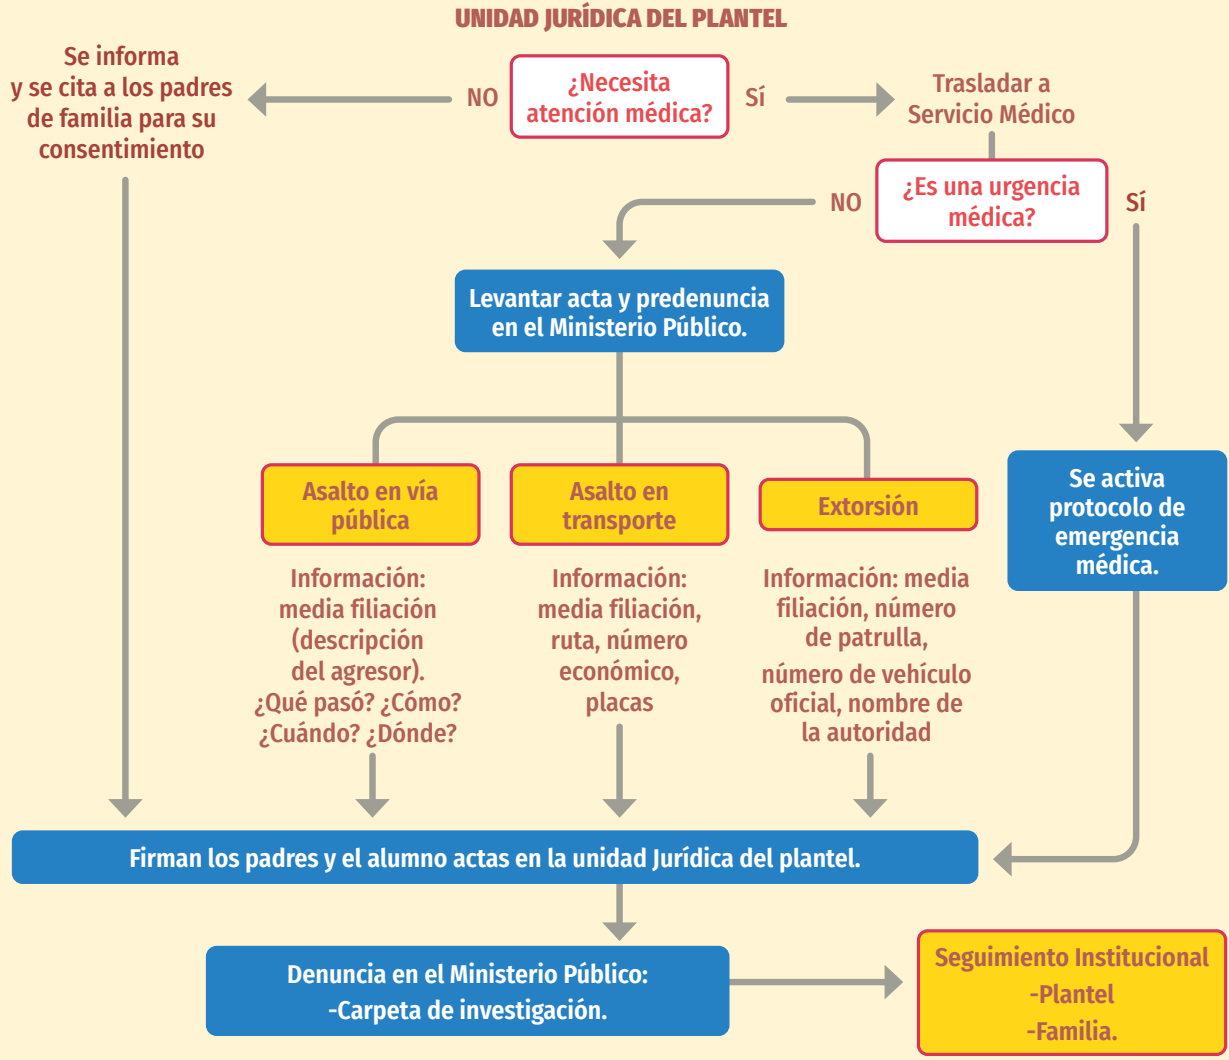 UNIDAD JURÍDICA DEL PLANTEL
Se informa
y se cita a los padres
de familia para su
consentimiento
NO
¿Necesita
atención médica?
Sí
Trasladar a
Servicio Médico
NO
¿Es una urgencia
médica?
Sí
Levantar acta y predenuncia
en el Ministerio Público.
Asalto en vía
pública
Asalto en
transporte
Extorsión
Se activa
protocolo de
emergencia
médica.
Información:
media filiación
(descripción
del agresor).
¿Qué pasó? ¿Cómo?
¿Cuándo? ¿Dónde?
Información:
media filiación,
ruta, número
económico,
placas
Información: media
filiación, número
de patrulla,
número de vehículo
oficial, nombre de
la autoridad
Firman los padres y el alumno actas en la unidad Jurídica del plantel.
Denuncia en el Ministerio Público:
-Carpeta de investigación.
Seguimiento Institucional
-Plantel
-Familia.